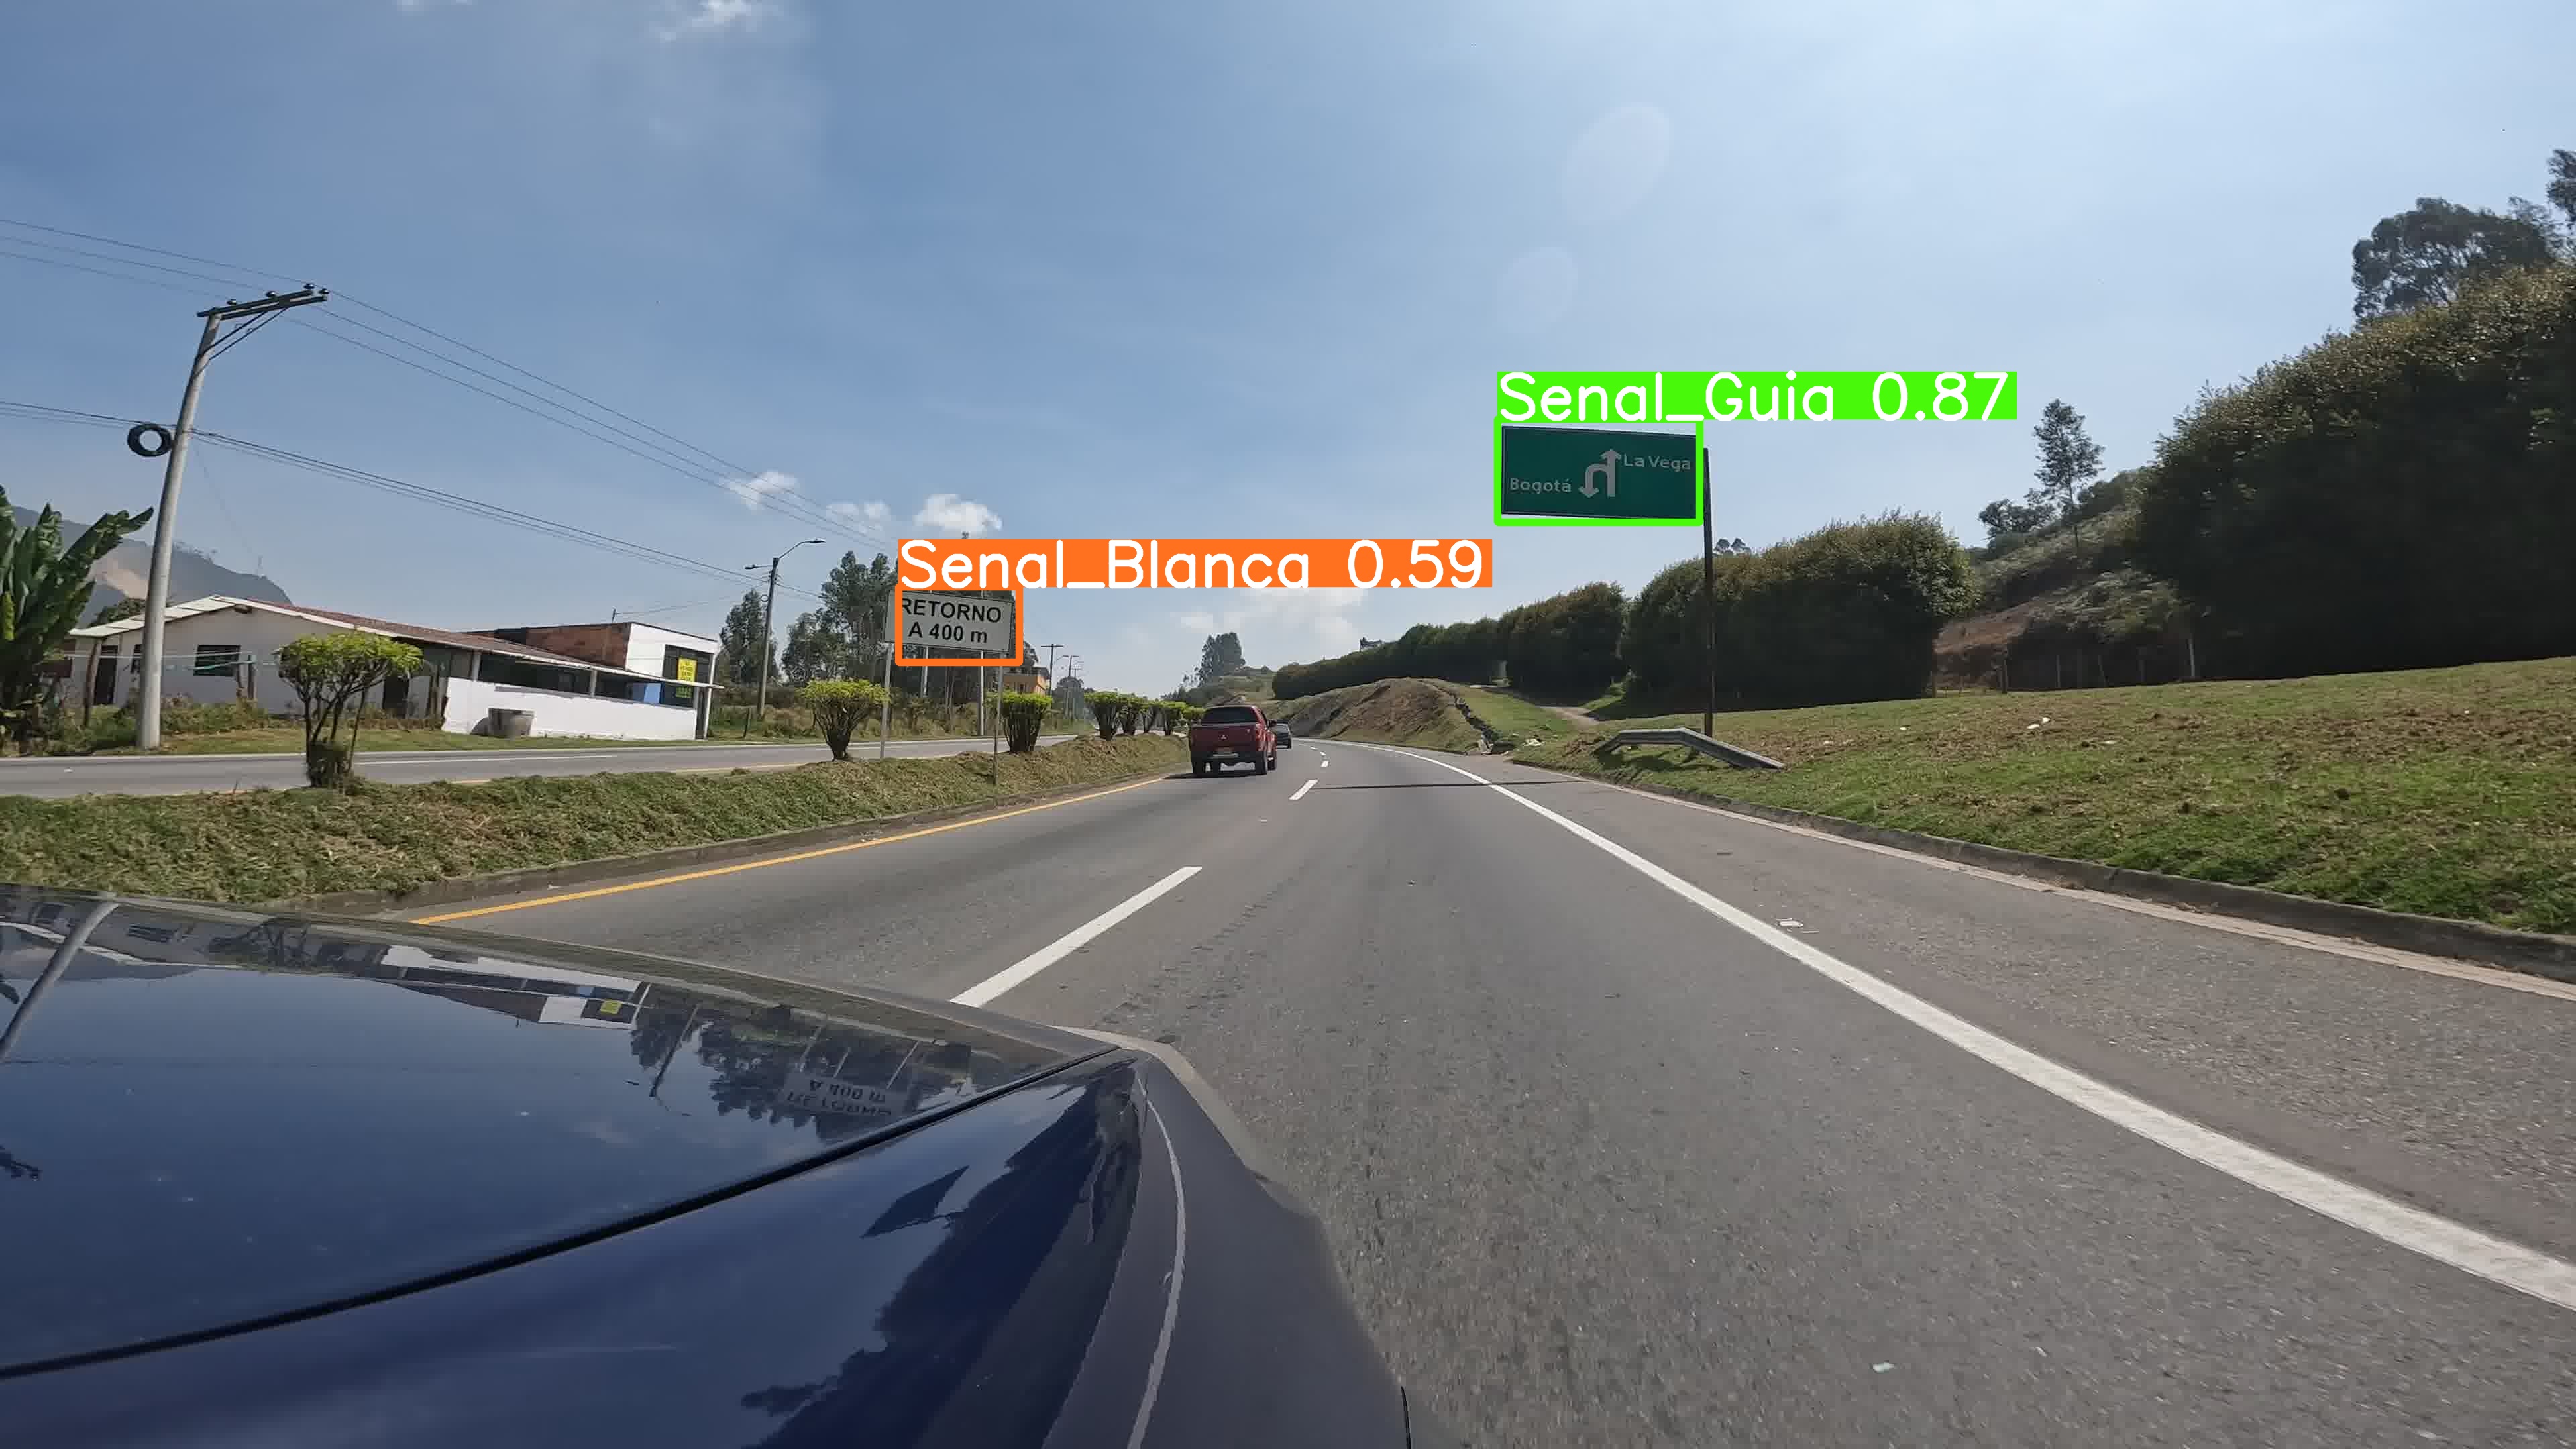 Senal_Guia 0.87
La Vega
Bogotá
Senal_Blanca 0.59
RETORNO
A 400 m